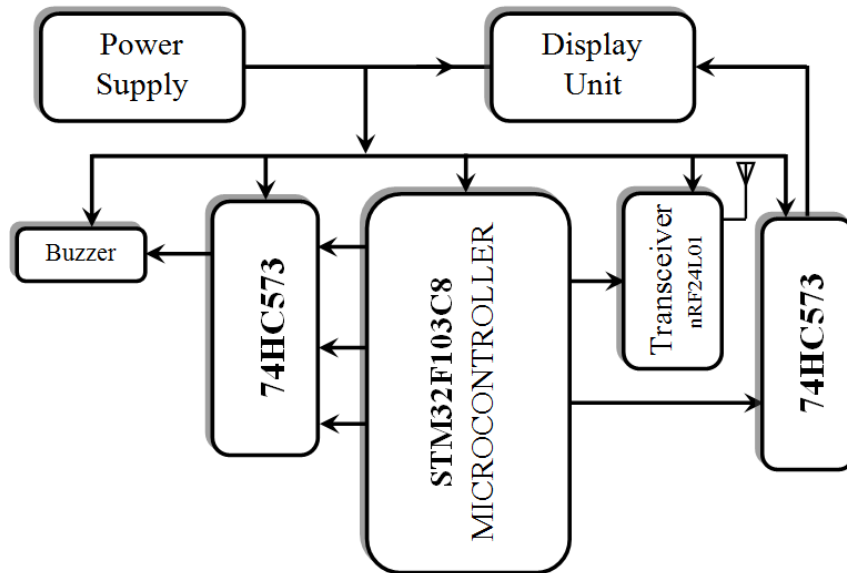 Power
Supply
Display
Unit
Buzzer
74HC573
STM32F103C8
MICROCONTROLLER
Transceiver
nRF24L01
74HC573